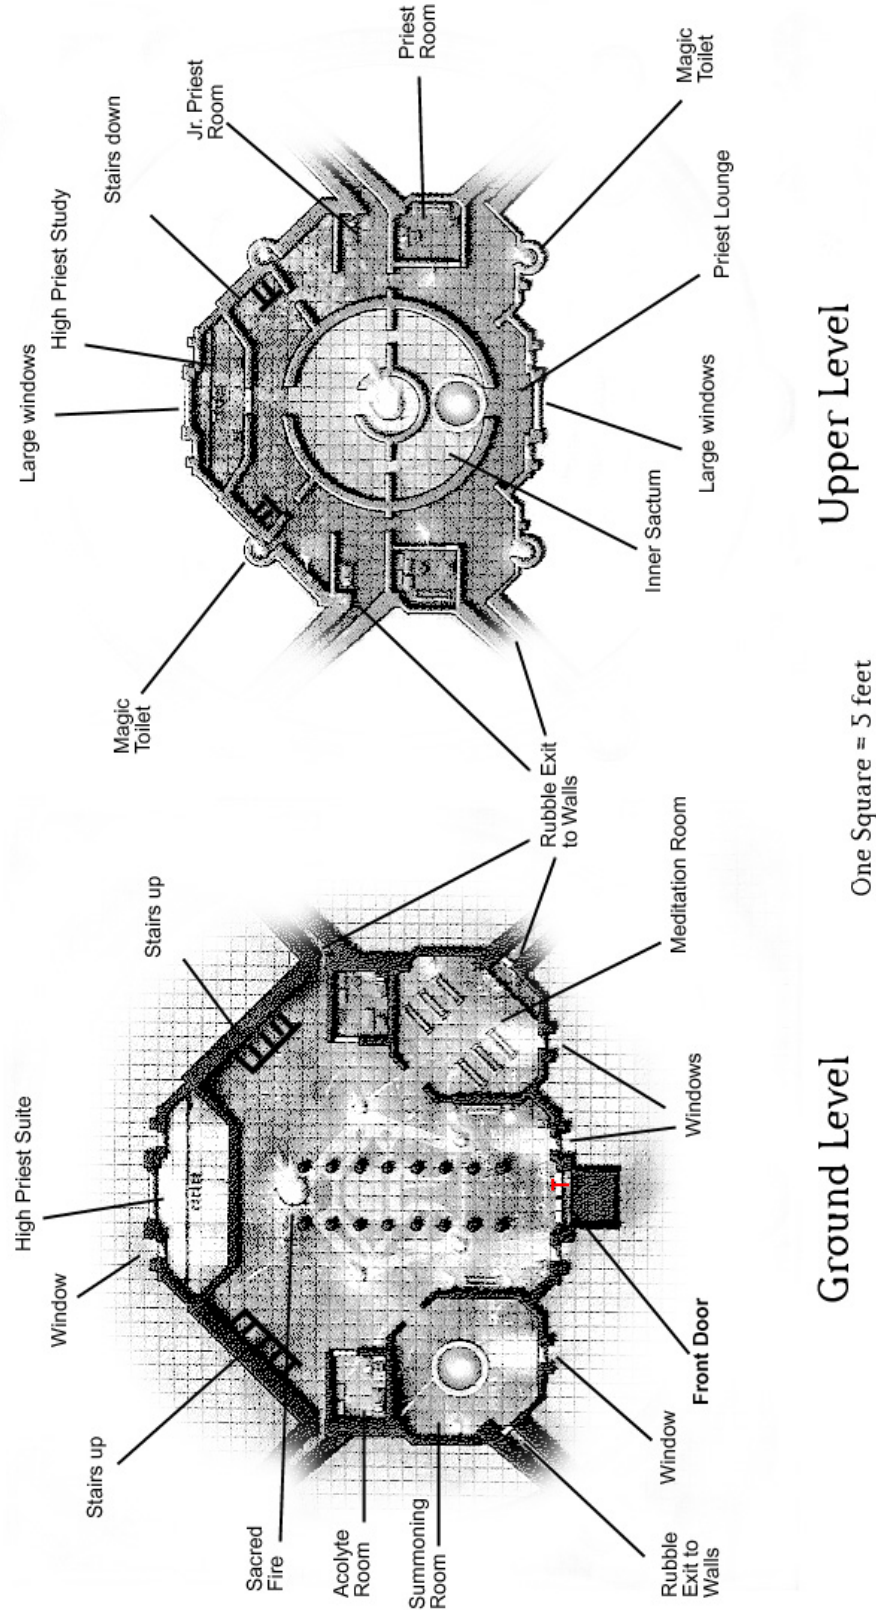 High Priest Suite
Window
Stairs up
Stairs up
Sacred
Fire
Acolyte
Room
Summoning
Room
Rubble
Exit to
Walls
Window
Front Door
Windows
Meditation Room
Rubble Exit
to Walls
Ground Level
Large windows
High Priest Study
Stairs down
Jr. Priest
Room
Priest
Room
Magic
Toilet
Magic
Toilet
Priest Lounge
Large windows
Inner Sactum
Upper Level
One Square = 5 feet